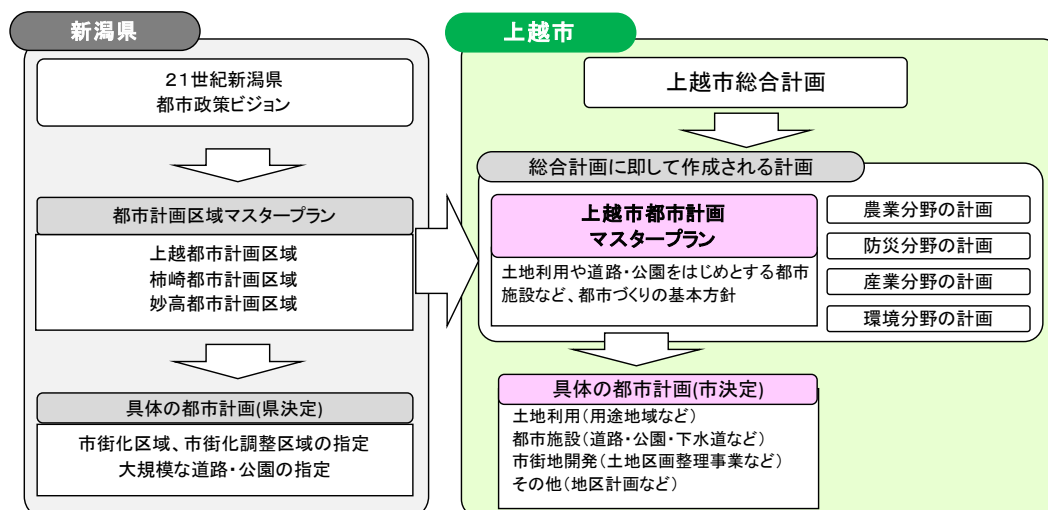 新潟県
21世紀新潟県
都市政策ビジョン
都市計画区域マスタープラン
上越都市計画区域
柿崎都市計画区域
妙高都市計画区域
具体の都市計画(県決定)
市街化区域、市街化調整区域の指定
大規模な道路・公園の指定
上越市
上越市総合計画
総合計画に即して作成される計画
上越市都市計画
マスタープラン
土地利用や道路・公園をはじめとする都市
施設など、都市づくりの基本方針
農業分野の計画
防災分野の計画
産業分野の計画
環境分野の計画
具体の都市計画(市決定)
土地利用(用途地域など)
都市施設(道路・公園・下水道など)
市街地開発(土地区画整理事業など)
その他(地区計画など)